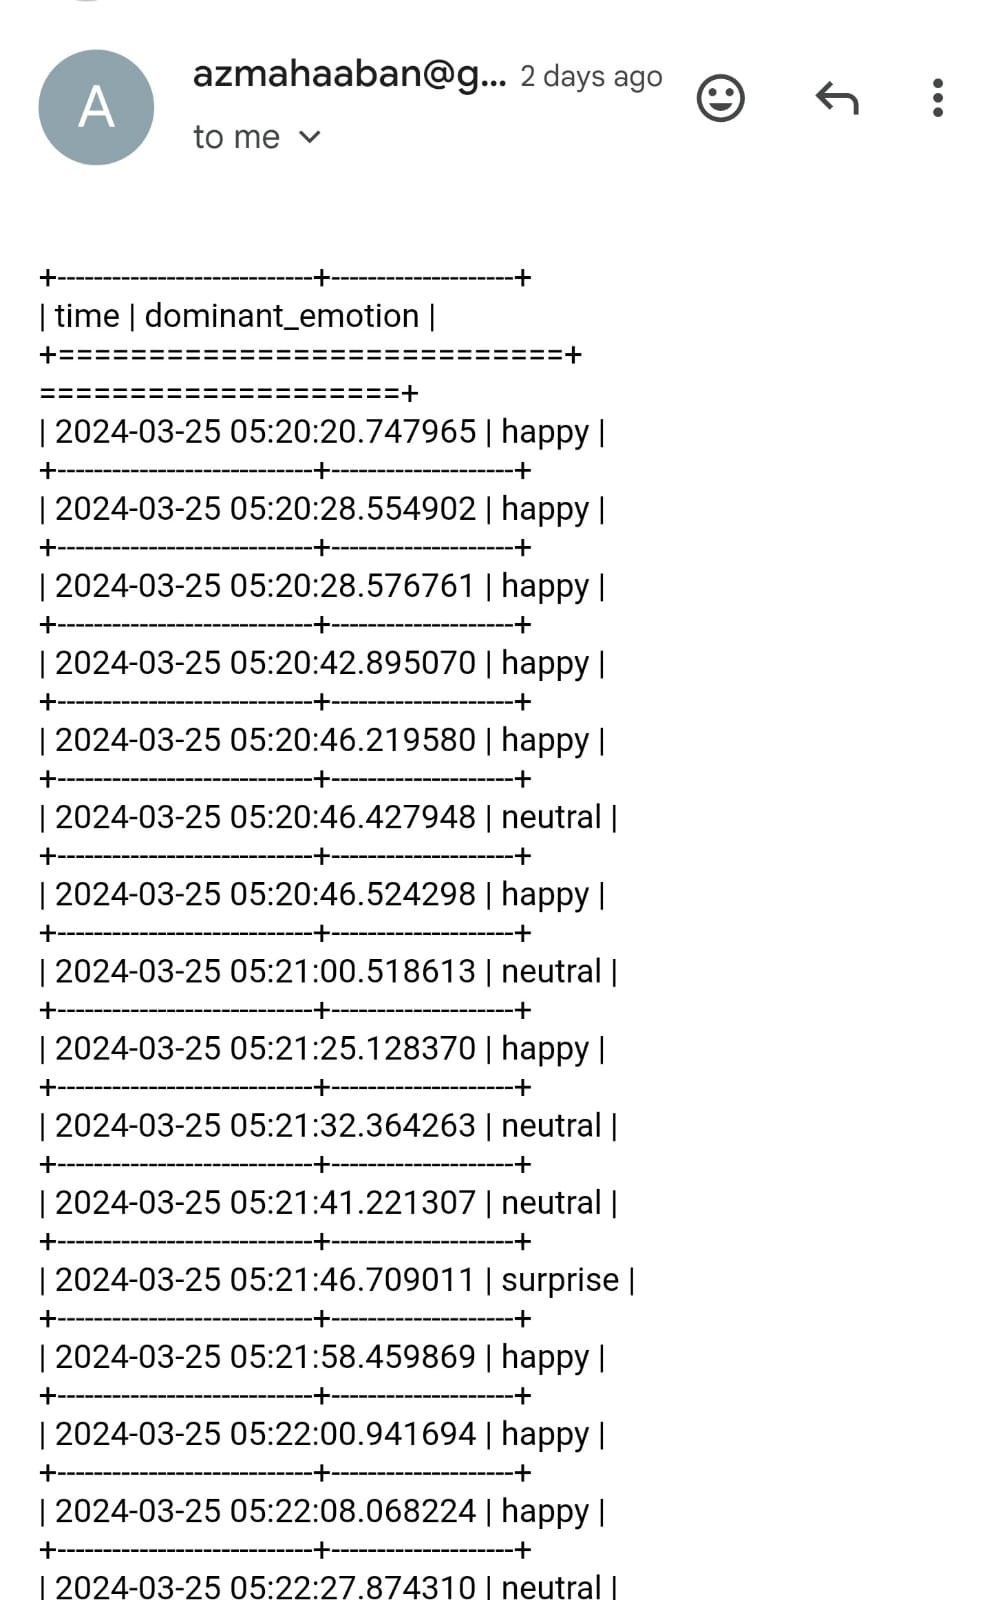 A
azmahaaban@g... 2 days ago
to me
+----------------------------+--------------------+
| time | dominant_emotion |
+============================+
====================+
| 2024-03-25 05:20:20.747965 | happy |
+----------------------------+--------------------+
| 2024-03-25 05:20:28.554902 | happy |
+----------------------------+--------------------+
| 2024-03-25 05:20:28.576761 | happy |
+----------------------------+--------------------+
| 2024-03-25 05:20:42.895070 | happy |
+----------------------------+--------------------+
| 2024-03-25 05:20:46.219580 | happy |
+----------------------------+--------------------+
| 2024-03-25 05:20:46.427948 | neutral |
+----------------------------+--------------------+
| 2024-03-25 05:20:46.524298 | happy |
+----------------------------+--------------------+
| 2024-03-25 05:21:00.518613 | neutral |
+----------------------------+--------------------+
| 2024-03-25 05:21:25.128370 | happy |
+----------------------------+--------------------+
| 2024-03-25 05:21:32.364263 | neutral |
+----------------------------+--------------------+
| 2024-03-25 05:21:41.221307 | neutral |
+----------------------------+--------------------+
| 2024-03-25 05:21:46.709011 | surprise |
+----------------------------+--------------------+
| 2024-03-25 05:21:58.459869 | happy |
+----------------------------+--------------------+
| 2024-03-25 05:22:00.941694 | happy |
+----------------------------+--------------------+
| 2024-03-25 05:22:08.068224 | happy |
+----------------------------+--------------------+
| 2024-03-25 05:22:27.874310 | neutral |